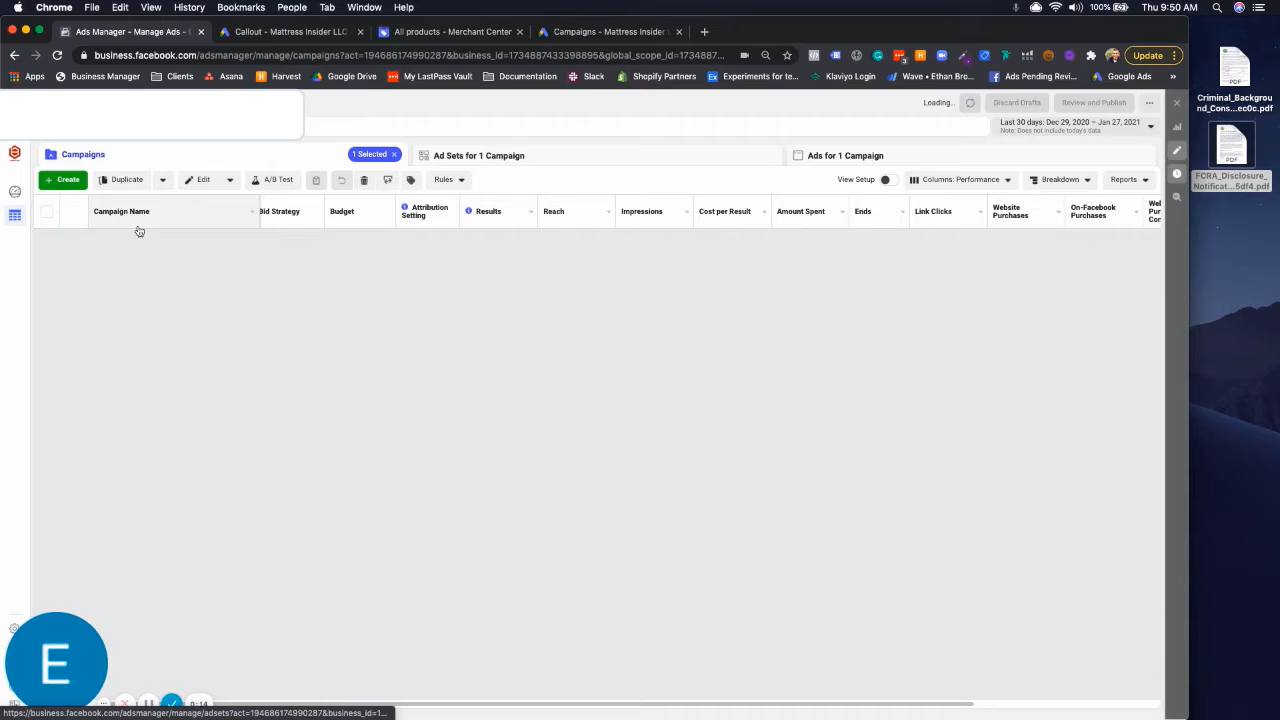 Chrome File Edit View History Bookmarks People Tab Window Help
100% Thu 9:50 AM
Ads Manager - Manage Ads -
Callout - Mattress Insider LLC
All products - Merchant Center
Campaigns - Mattress Insider
business.facebook.com/adsmanager/manage/campaigns?act=194686174990287&business_id=1734887433398895&global_scope_id=1734887...
Update
Apps Business Manager Clients Asana Harvest Google Drive My LastPass Vault Documentation Slack Shopify Partners Experiments for te... Klaviyo Login Wave • Ethan Bro... Ads Pending Revi... Google Ads
PDF
Criminal_Backgrou
nd_Cons...ec0c.pdf
PDF
FCRA_Disclosure_
Notificat...5df4.pdf
Loading..
Discard Drafts
Review and Publish
Last 30 days: Dec 29, 2020 – Jan 27, 2021
Note: Does not include today's data
Campaigns
1 Selected
Ad Sets for 1 Campaign
Ads for 1 Campaign
+ Create
Duplicate
Edit
A/B Test
Rules
View Setup
Columns: Performance
Breakdown
Reports
Campaign Name
Bid Strategy
Budget
Attribution
Setting
Results
Reach
Impressions
Cost per Result
Amount Spent
Ends
Link Clicks
Website
Purchases
On-Facebook
Purchases
E
0:14
https://business.facebook.com/adsmanager/manage/adsets?act=194686174990287&business_id=1...